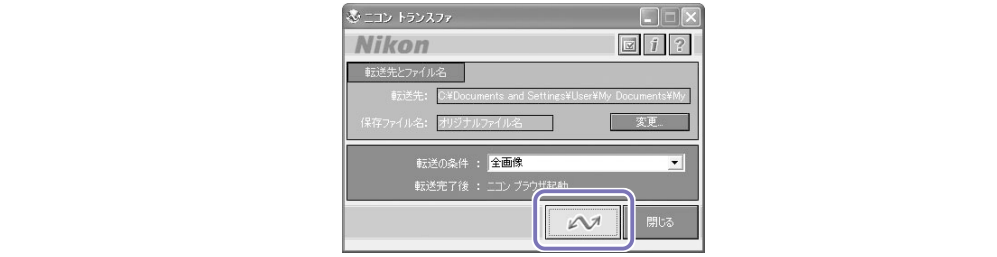 ニコン トランスファ
Nikon
転送先とファイル名
転送先: C:¥Documents and Settings¥User¥My Documents¥My
保存ファイル名: オリジナルファイル名 変更...
転送の条件 : 全画像
転送完了後 : ニコン ブラウザ起動
閉じる